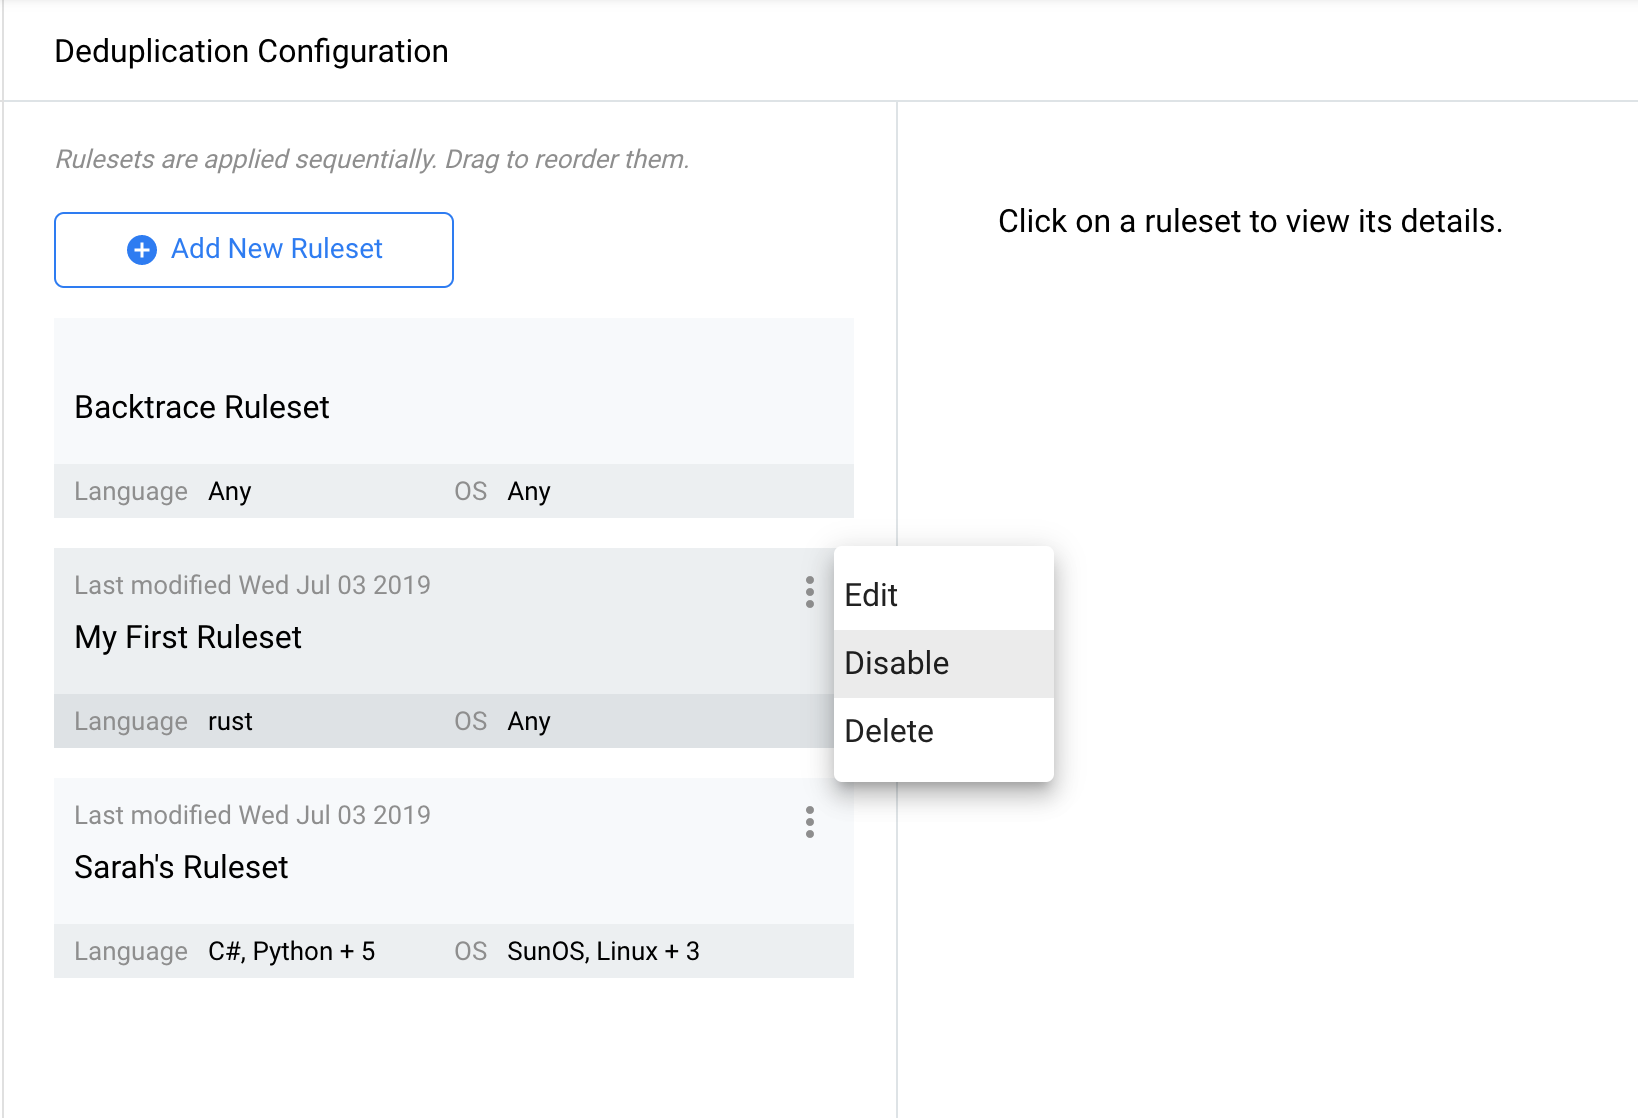 Deduplication Configuration
Rulesets are applied sequentially. Drag to reorder them.
Add New Ruleset
Backtrace Ruleset
Language Any OS Any
Last modified Wed Jul 03 2019
My First Ruleset
Language rust OS Any
Edit
Disable
Delete
Last modified Wed Jul 03 2019
Sarah's Ruleset
Language C#, Python + 5 OS SunOS, Linux + 3
Click on a ruleset to view its details.